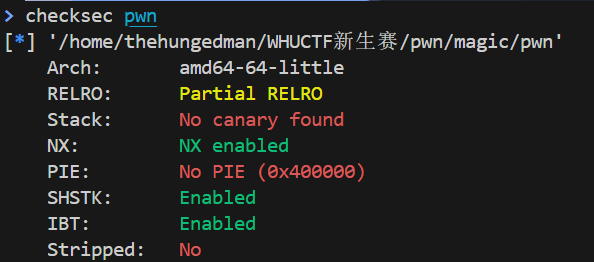 > checksec pwn
[*] '/home/thehungedman/WHUCTF新生赛/pwn/magic/pwn'
Arch: amd64-64-little
RELRO: Partial RELRO
Stack: No canary found
NX: NX enabled
PIE: No PIE (0x400000)
SHSTK: Enabled
IBT: Enabled
Stripped: No